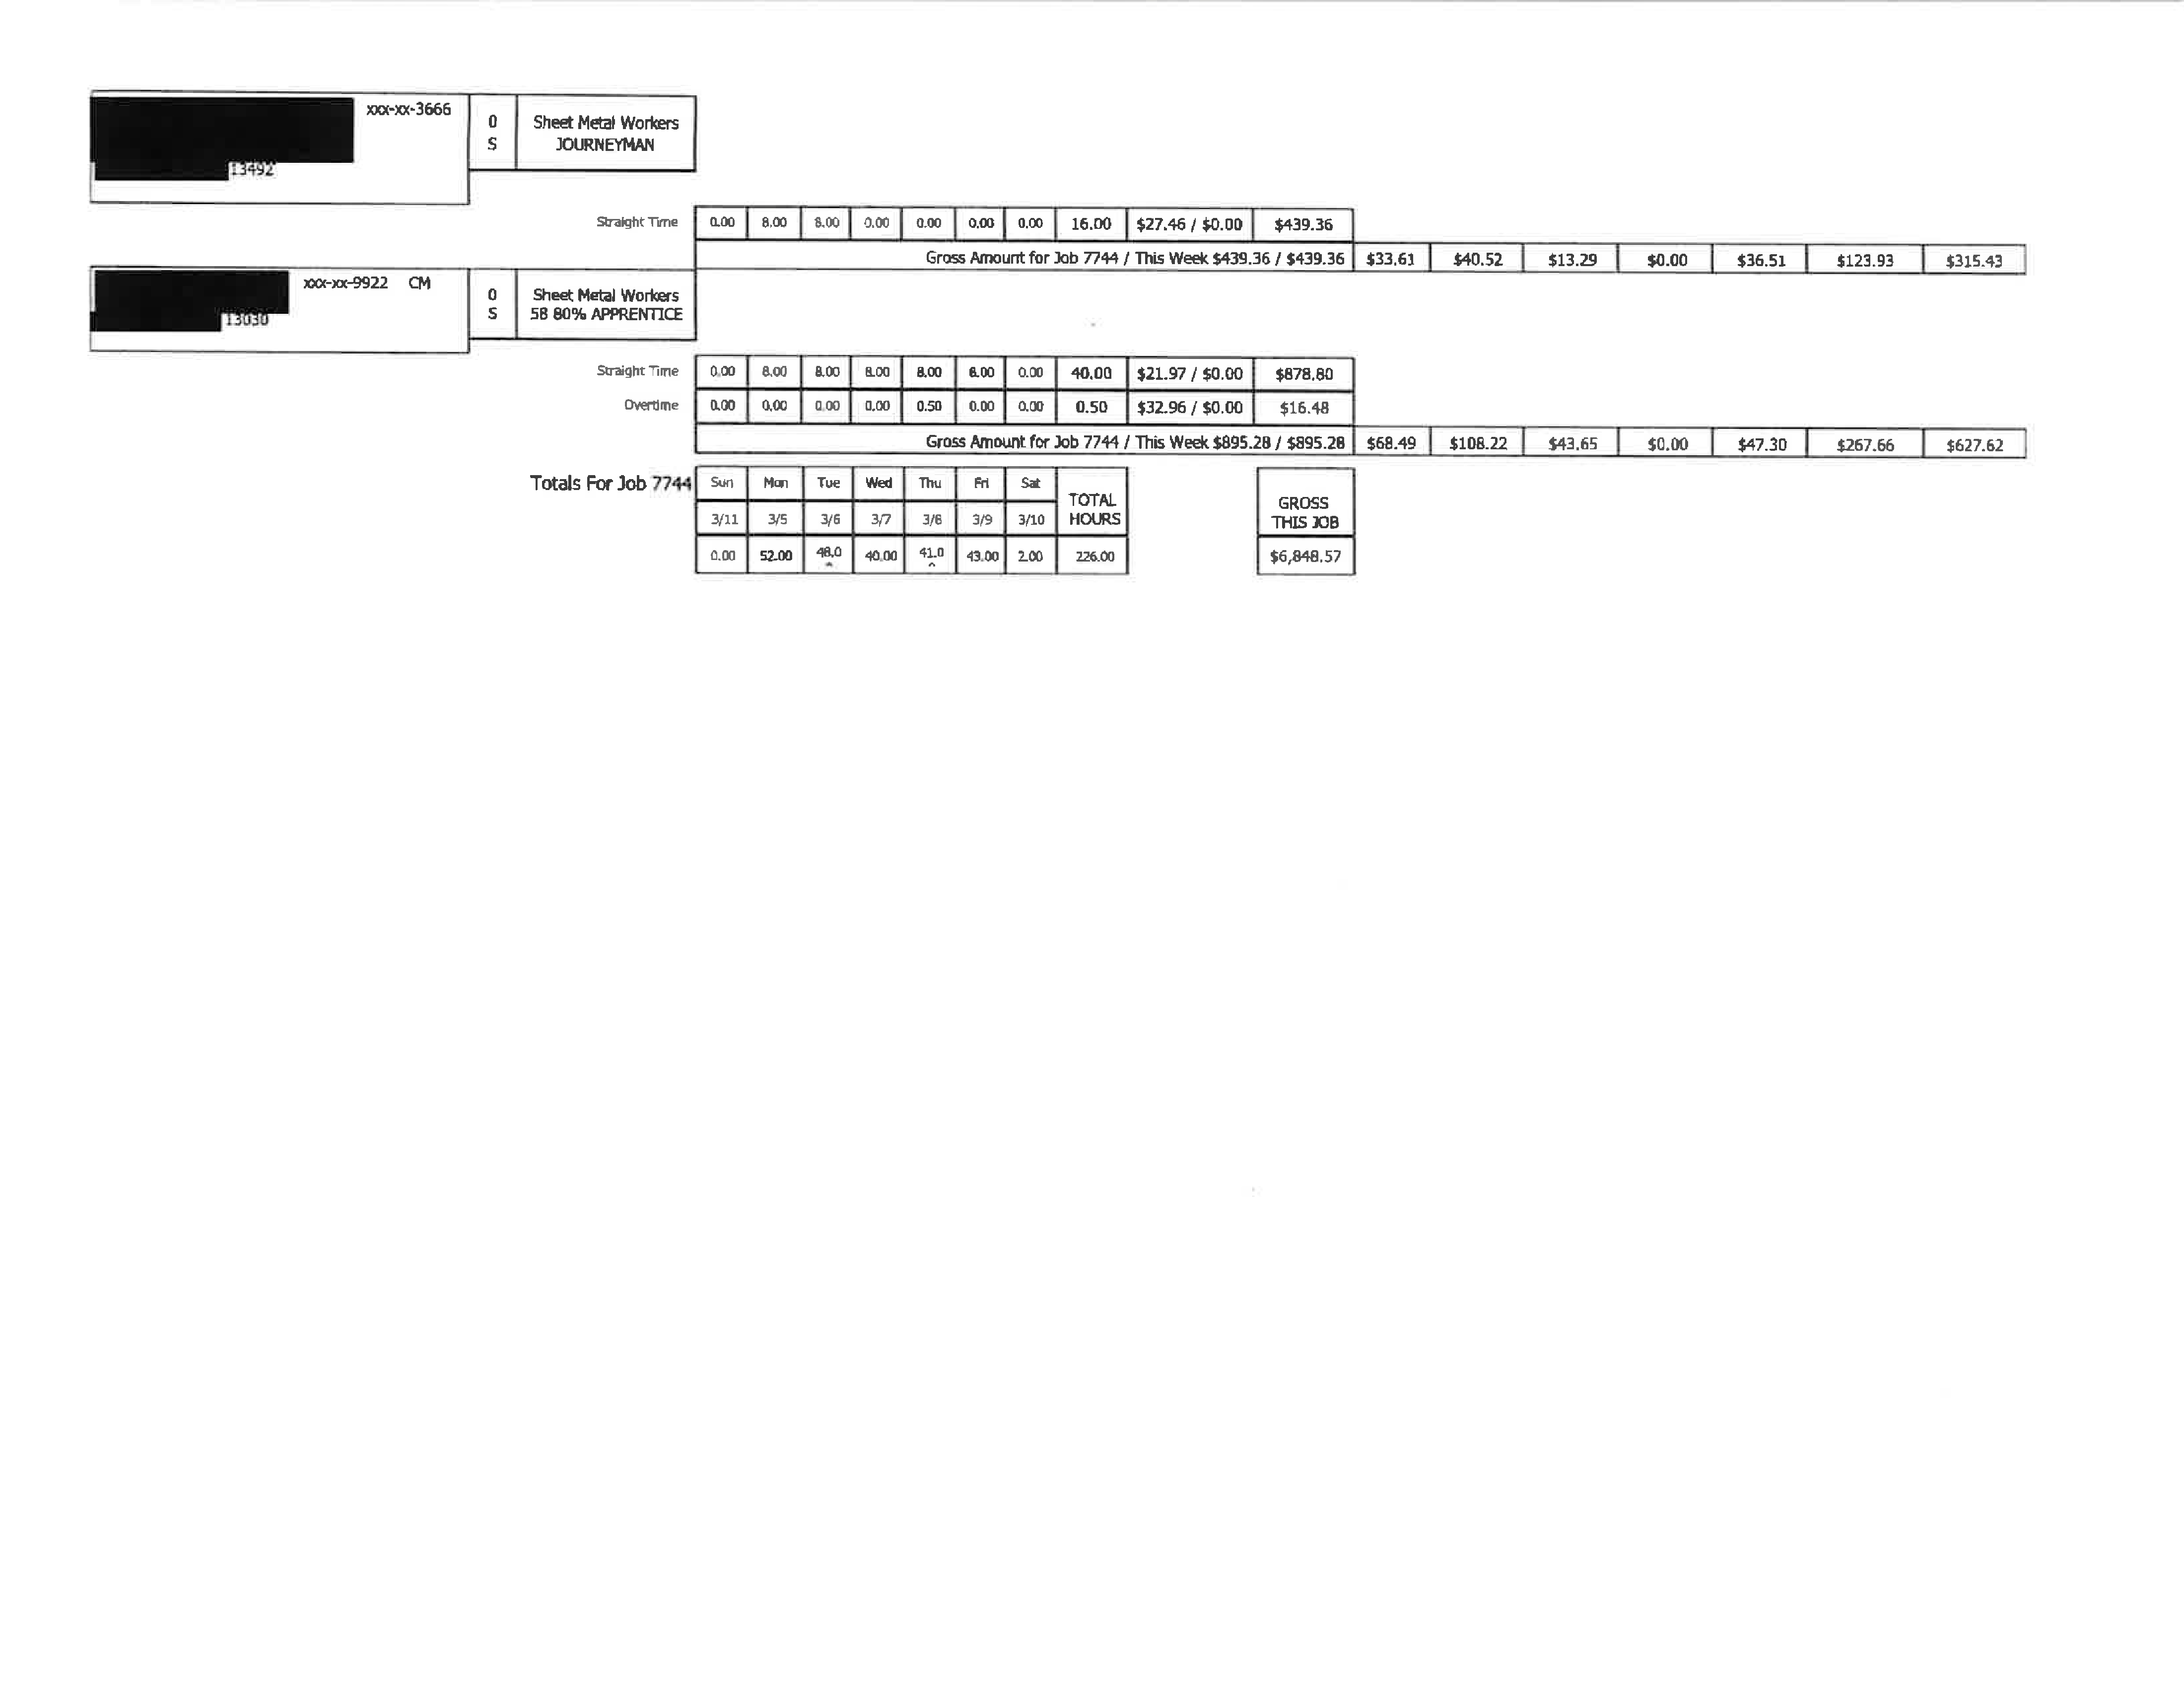 xxx-xx-3666
0
S
Sheet Metal Workers
JOURNEYMAN
13492
Straight Time 0.00 8.00 8.00 0.00 0.00 0.00 0.00 16.00 $27.46 / $0.00 $439.36
Gross Amount for Job 7744 / This Week $439.36 / $439.36 $33.61 $40.52 $13.29 $0.00 $36.51 $123.93 $315.43
xxx-xx-9922 CM
0
S
Sheet Metal Workers
5B 80% APPRENTICE
13030
Straight Time 0.00 8.00 8.00 8.00 8.00 8.00 0.00 40.00 $21.97 / $0.00 $878.80
Overtime 0.00 0.00 0.00 0.00 0.50 0.00 0.00 0.50 $32.96 / $0.00 $16.48
Gross Amount for Job 7744 / This Week $895.28 / $895.28 $68.49 $108.22 $43.65 $0.00 $47.30 $267.66 $627.62
Totals For Job 7744 Sun Mon Tue Wed Thu Fri Sat
TOTAL
HOURS
GROSS
THIS JOB
3/11 3/5 3/6 3/7 3/8 3/9 3/10
0.00 52.00 48.0 40.00 41.0 43.00 2.00 226.00 $6,848.57